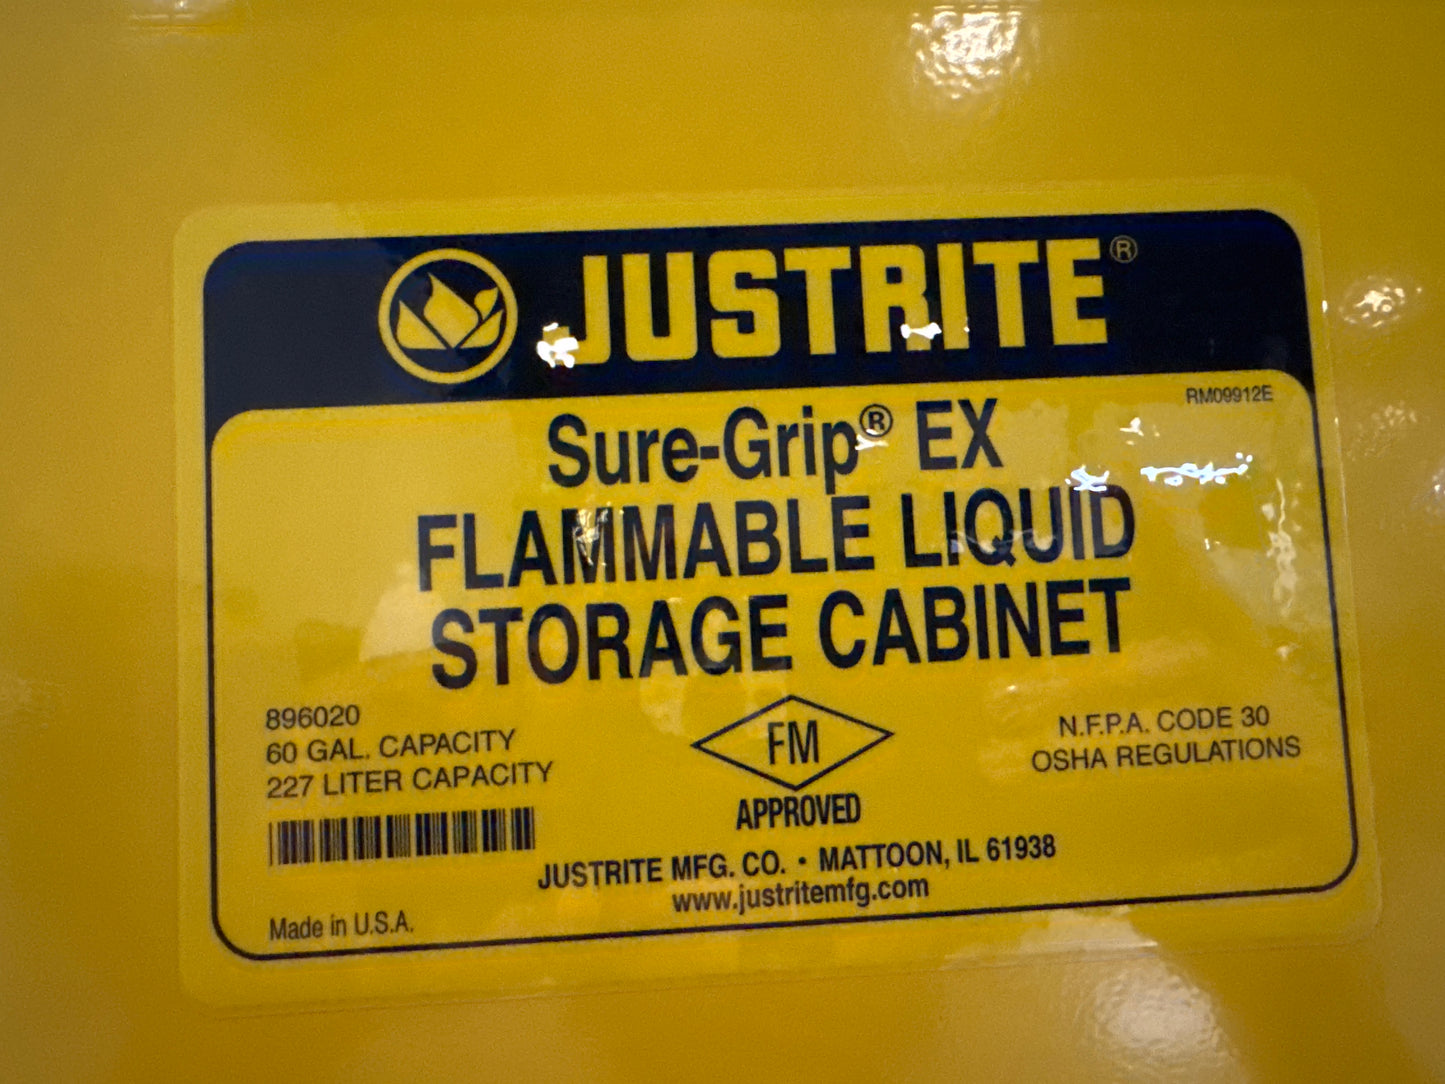 JUSTRITE®
RM09912E
Sure-Grip® EX
FLAMMABLE LIQUID
STORAGE CABINET
896020
60 GAL. CAPACITY
227 LITER CAPACITY
FM
APPROVED
N.F.P.A. CODE 30
OSHA REGULATIONS
JUSTRITE MFG. CO. • MATTOON, IL 61938
www.justritemfg.com
Made in U.S.A.